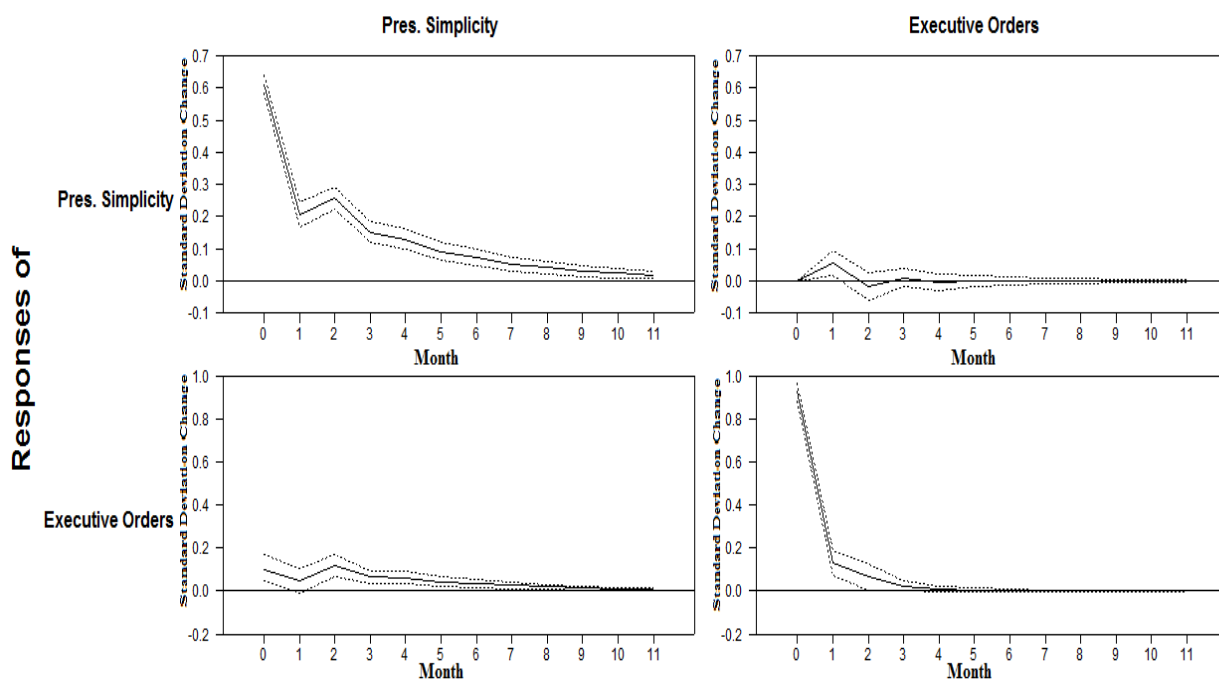 Pres. Simplicity
Executive Orders
Responses of
Pres. Simplicity
Standard Deviation Change
0.7
0.6
0.5
0.4
0.3
0.2
0.1
0.0
-0.1
0 1 2 3 4 5 6 7 8 9 10 11
Month
Standard Deviation Change
0.7
0.6
0.5
0.4
0.3
0.2
0.1
0.0
-0.1
0 1 2 3 4 5 6 7 8 9 10 11
Month
Executive Orders
Standard Deviation Change
1.0
0.8
0.6
0.4
0.2
0.0
-0.2
0 1 2 3 4 5 6 7 8 9 10 11
Month
Standard Deviation Change
1.0
0.8
0.6
0.4
0.2
0.0
-0.2
0 1 2 3 4 5 6 7 8 9 10 11
Month